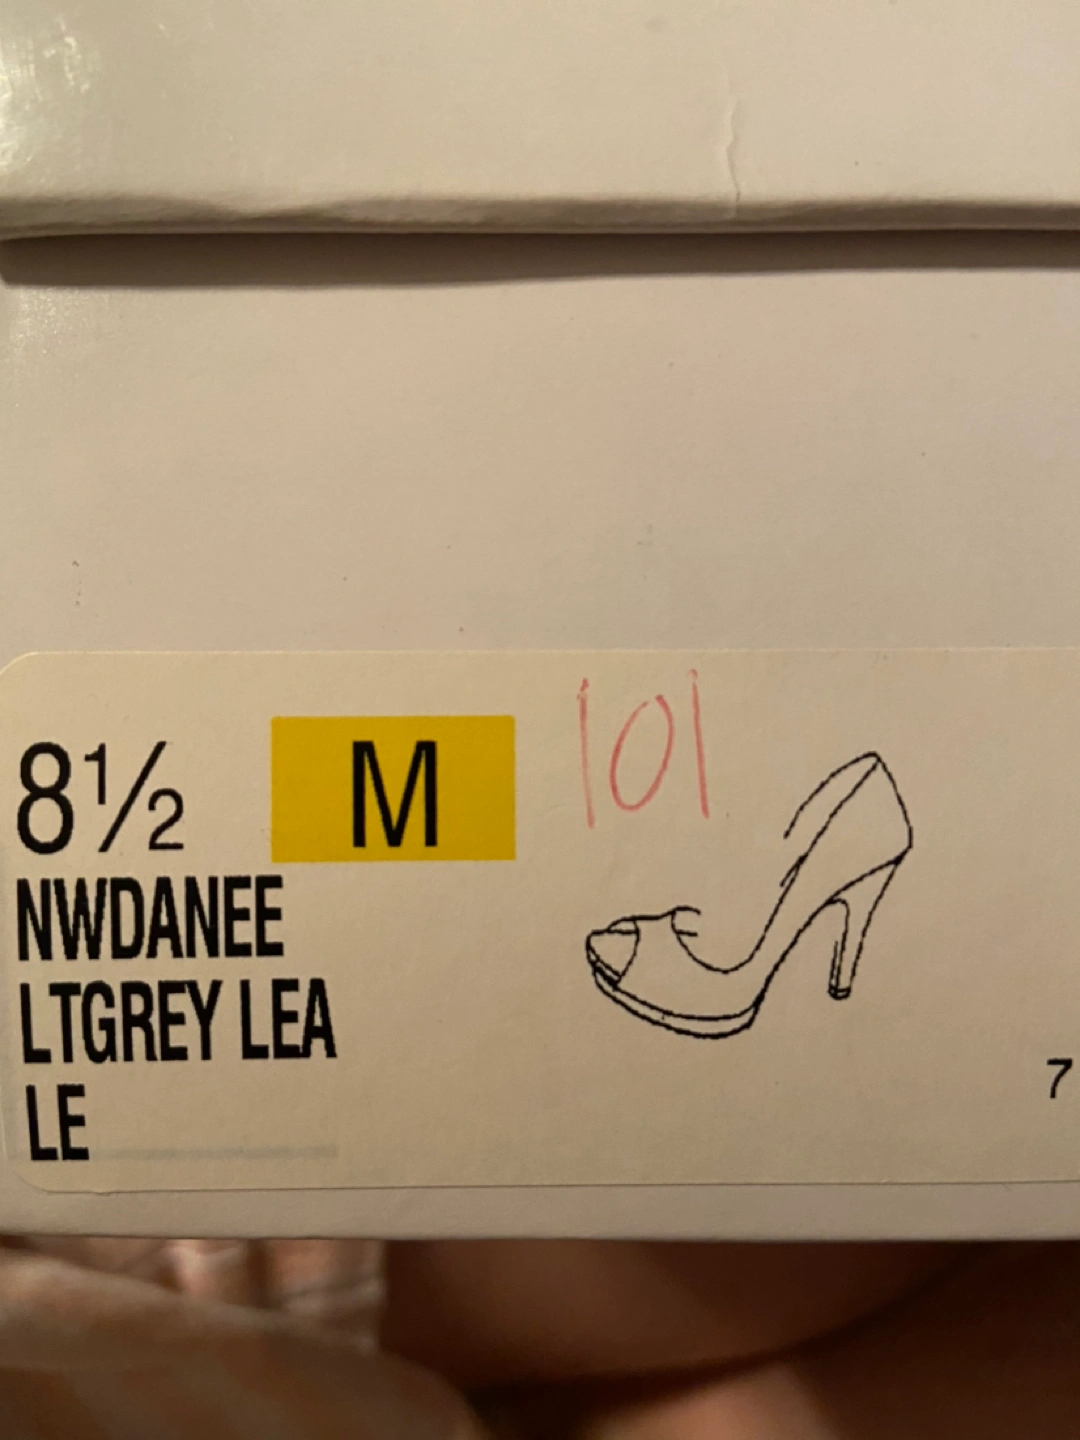 8½ M 101
NWDANEE
LTGREY LEA
LE
7